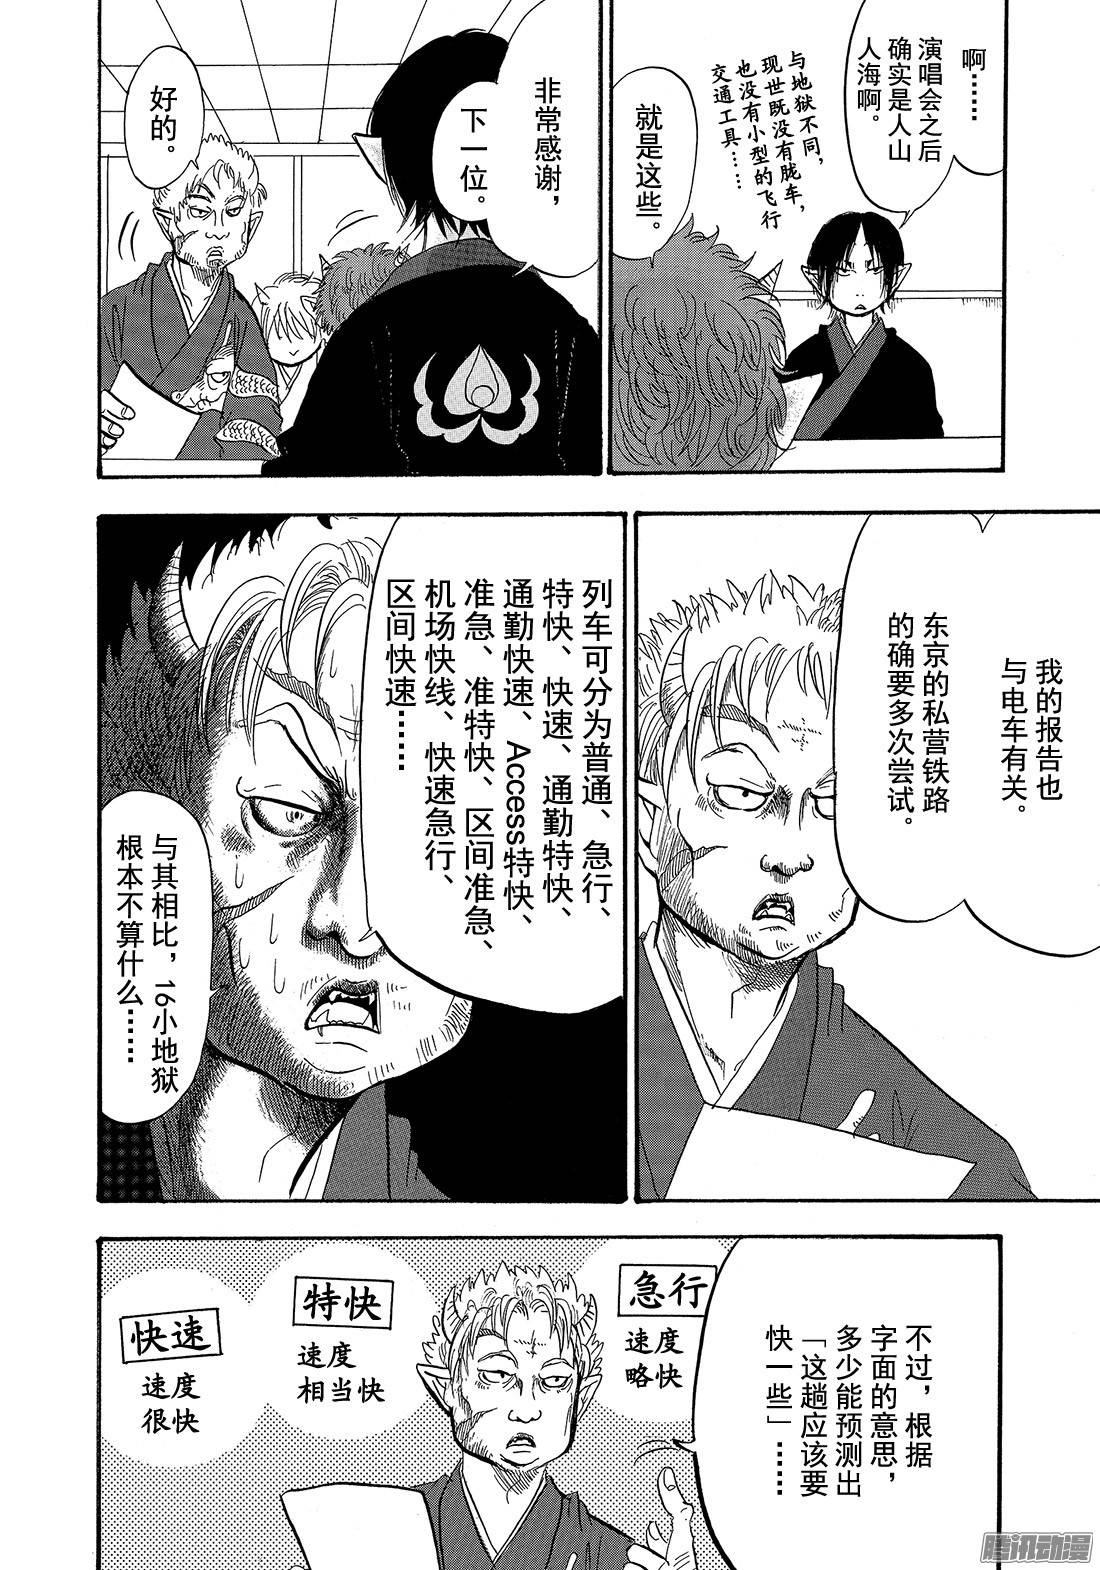 啊……
演唱会之后
确实是人山
人海啊。
与地狱不同，
现世既没有胧车，
也没有小型的飞行
交通工具……
就是这些。
非常感谢，
下一位。
好的。
我的报告也
与电车有关。
东京的私营铁路
的确要多次尝试。
列车可分为普通、急行、
特快、快速、通勤特快、
通勤快速、Access特快、
准急、准特快、区间准急、
机场快线、快速急行、
区间快速……
与其相比，16小地狱
根本不算什么……
不过，根据
字面的意思，
多少能预测出
「这趟应该要
快一些」……
急行
速度
略快
特快
速度
相当快
快速
速度
很快
腾讯动漫